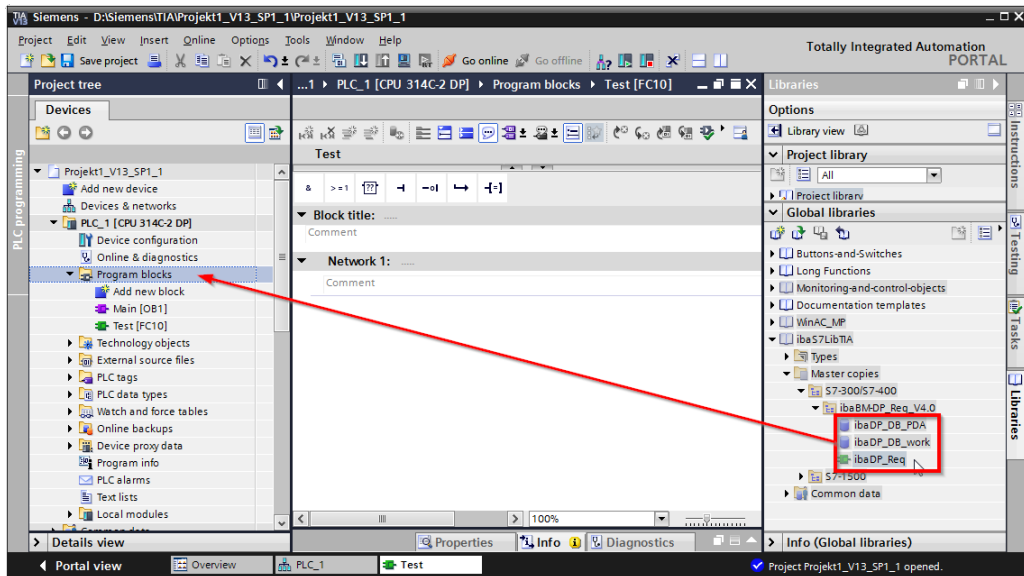 Siemens - D:\Siemens\TIA\Projekt1_V13_SP1_1\Projekt1_V13_SP1_1
Project Edit View Insert Online Options Tools Window Help
Totally Integrated Automation
PORTAL
Save project
Go online
Go offline
Project tree
...1 PLC_1 [CPU 314C-2 DP] Program blocks Test [FC10]
Libraries
Devices
Options
Library view
Test
Project library
All
Project library
Global libraries
PLC programming
Projekt1_V13_SP1_1
Add new device
Devices & networks
PLC_1 [CPU 314C-2 DP]
Device configuration
Online & diagnostics
Program blocks
Add new block
Main [OB1]
Test [FC10]
Technology objects
External source files
PLC tags
PLC data types
Watch and force tables
Online backups
Device proxy data
Program info
PLC alarms
Text lists
Local modules
Common data
& >=1 ?? -o| -[=]
Block title: .....
Comment
Network 1: .....
Comment
100%
Buttons-and-Switches
Long Functions
Monitoring-and-control-objects
Documentation templates
WinAC_MP
ibaS7LibTIA
Types
Master copies
S7-300/S7-400
ibaBM-DP_Req_V4.0
ibaDP_DB_PDA
ibaDP_DB_work
ibaDP_Req
S7-1500
Common data
Instructions
Testing
Tasks
Libraries
Details view
Properties
Info
Diagnostics
Info (Global libraries)
Portal view
Overview
PLC_1
Test
Project Projekt1_V13_SP1_1 opened.